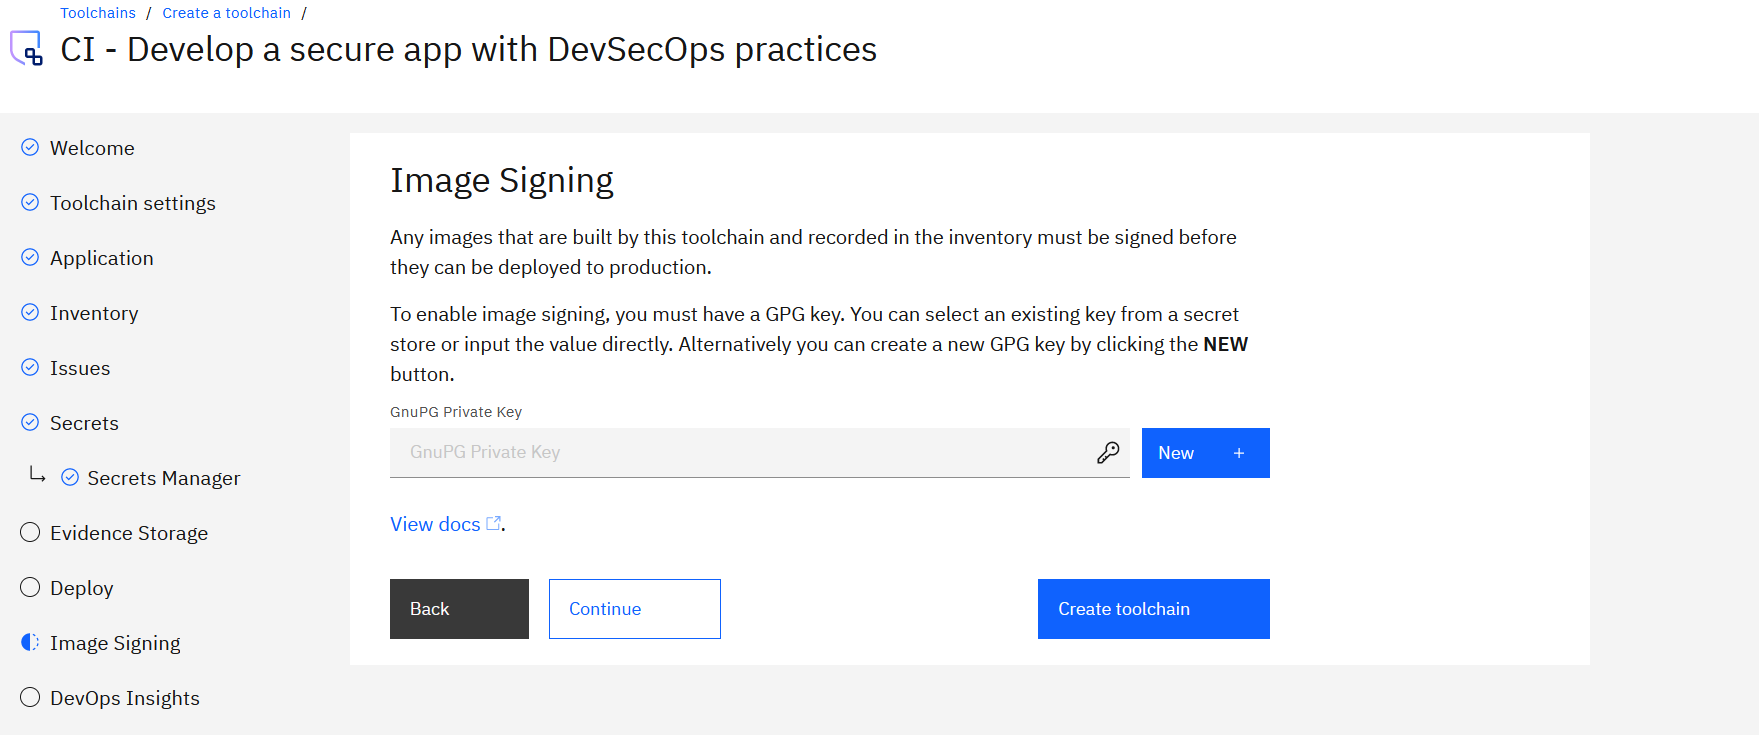 Toolchains / Create a toolchain /
CI - Develop a secure app with DevSecOps practices
Welcome
Toolchain settings
Application
Inventory
Issues
Secrets
Secrets Manager
Evidence Storage
Deploy
Image Signing
DevOps Insights
Image Signing
Any images that are built by this toolchain and recorded in the inventory must be signed before
they can be deployed to production.
To enable image signing, you must have a GPG key. You can select an existing key from a secret
store or input the value directly. Alternatively you can create a new GPG key by clicking the NEW
button.
GnuPG Private Key
GnuPG Private Key
New +
View docs.
Back
Continue
Create toolchain